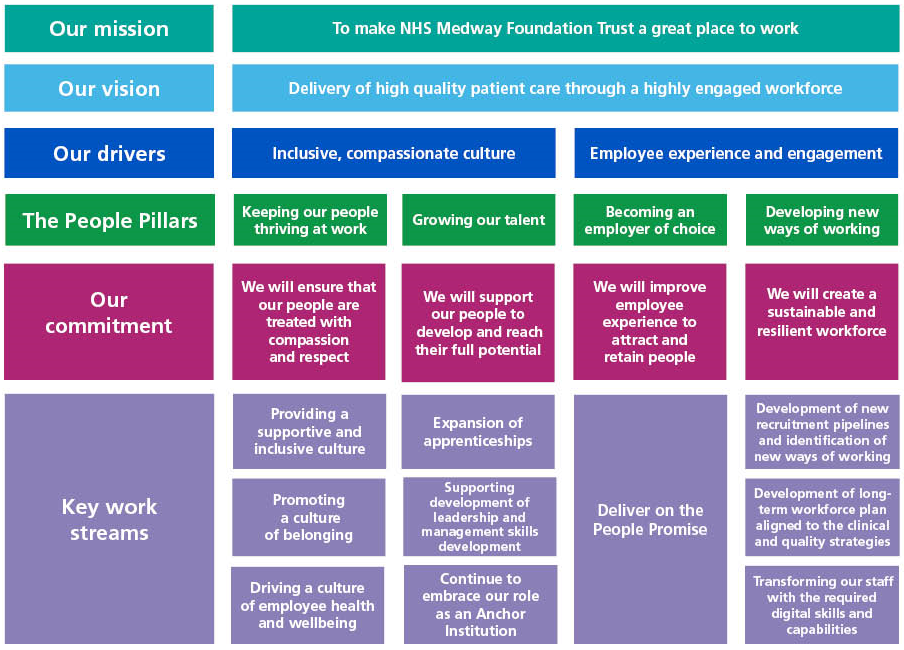 Our mission
To make NHS Medway Foundation Trust a great place to work
Our vision
Delivery of high quality patient care through a highly engaged workforce
Our drivers
Inclusive, compassionate culture
Employee experience and engagement
The People Pillars
Keeping our people
thriving at work
Growing our talent
Becoming an
employer of choice
Developing new
ways of working
Our
commitment
We will ensure that
our people are
treated with
compassion
and respect
We will support
our people to
develop and reach
their full potential
We will improve
employee
experience to
attract and
retain people
We will create a
sustainable and
resilient workforce
Key work
streams
Providing a
supportive and
inclusive culture
Expansion of
apprenticeships
Deliver on the
People Promise
Development of new
recruitment pipelines
and identification of
new ways of working
Promoting
a culture
of belonging
Supporting
development of
leadership and
management skills
development
Development of long-
term workforce plan
aligned to the clinical
and quality strategies
Driving a culture
of employee health
and wellbeing
Continue to
embrace our role
as an Anchor
Institution
Transforming our staff
with the required
digital skills and
capabilities